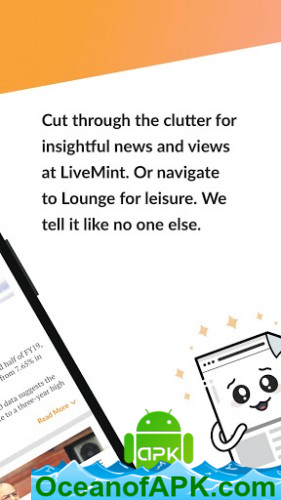 Cut through the clutter for
insightful news and views
at LiveMint. Or navigate
to Lounge for leisure. We
tell it like no one else.
half of FY19,
from 7.65% in
data suggests the
to a three-year high
Read More
APK
OceanofAPK.com